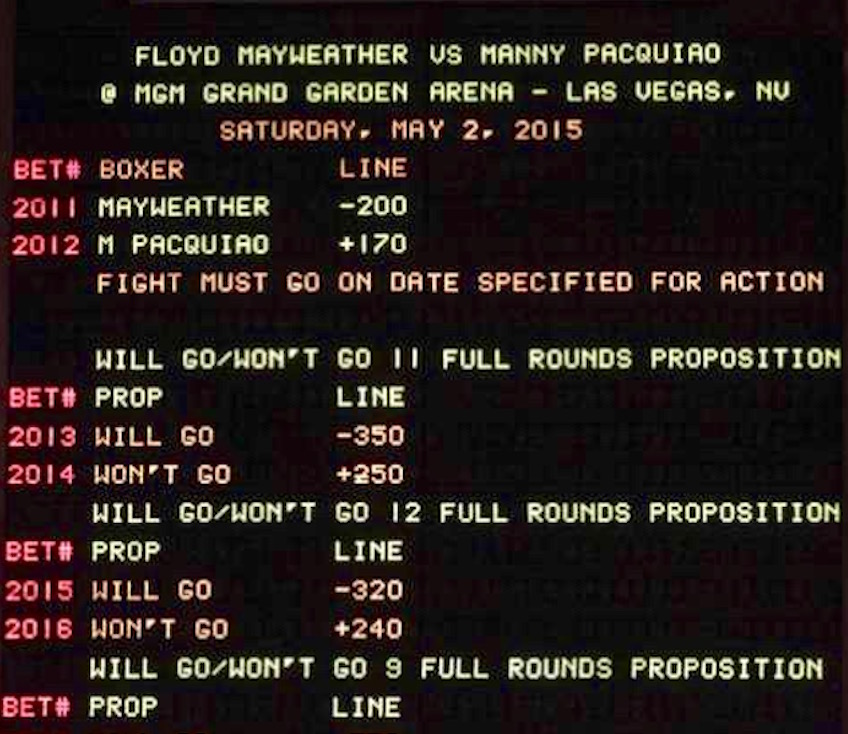 FLOYD MAYWEATHER VS MANNY PACQUIAO
@ MGM GRAND GARDEN ARENA - LAS VEGAS, NV
SATURDAY, MAY 2, 2015
BET# BOXER LINE
2011 MAYWEATHER -200
2012 M PACQUIAO +170
FIGHT MUST GO ON DATE SPECIFIED FOR ACTION
WILL GO/WON'T GO 11 FULL ROUNDS PROPOSITION
BET# PROP LINE
2013 WILL GO -350
2014 WON'T GO +250
WILL GO/WON'T GO 12 FULL ROUNDS PROPOSITION
BET# PROP LINE
2015 WILL GO -320
2016 WON'T GO +240
WILL GO/WON'T GO 9 FULL ROUNDS PROPOSITION
BET# PROP LINE